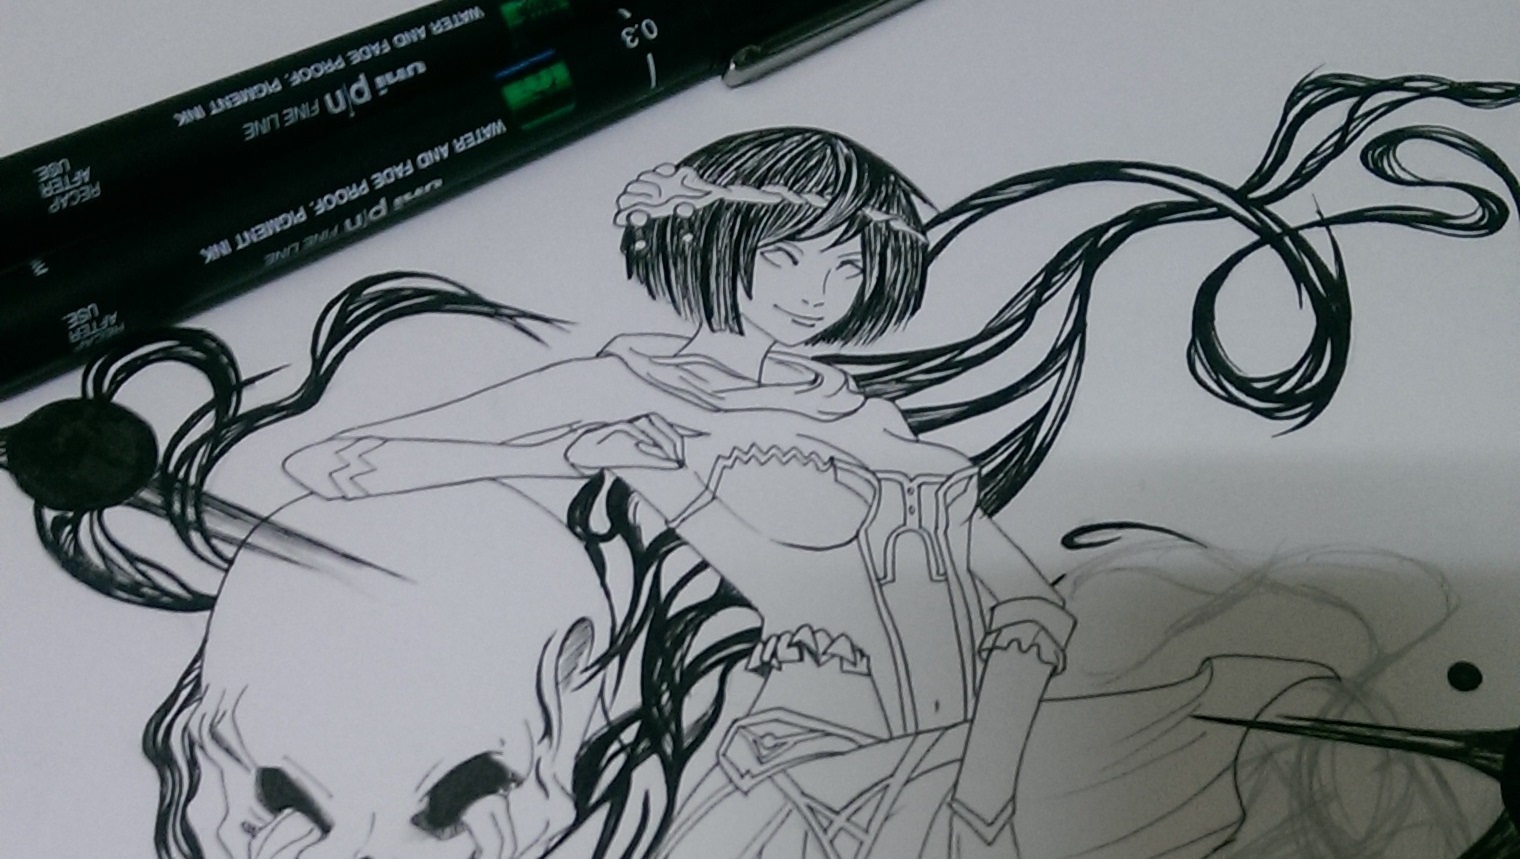 WATER AND FADE PROOF. PIGMENT INK
uni pin FINE LINE
0.3
RECAP
AFTER
USE
WATER AND FADE PROOF. PIGMENT INK
uni pin FINE LINE
RECAP
AFTER
USE